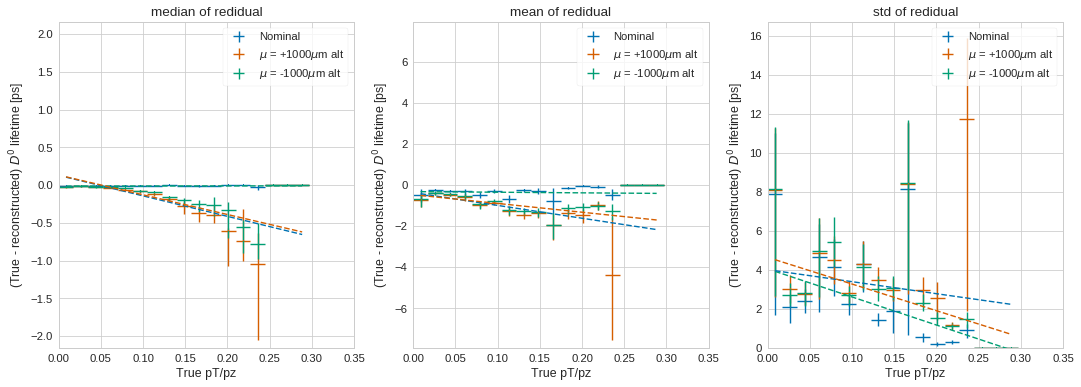 median of redidual
(True - reconstructed) D⁰ lifetime [ps]
2.0
1.5
1.0
0.5
0.0
−0.5
−1.0
−1.5
−2.0
Nominal
μ = +1000μm alt
μ = -1000μm alt
0.00 0.05 0.10 0.15 0.20 0.25 0.30 0.35
True pT/pz
mean of redidual
(True - reconstructed) D⁰ lifetime [ps]
6
4
2
0
−2
−4
−6
Nominal
μ = +1000μm alt
μ = -1000μm alt
0.00 0.05 0.10 0.15 0.20 0.25 0.30 0.35
True pT/pz
std of redidual
(True - reconstructed) D⁰ lifetime [ps]
16
14
12
10
8
6
4
2
0
Nominal
μ = +1000μm alt
μ = -1000μm alt
0.00 0.05 0.10 0.15 0.20 0.25 0.30 0.35
True pT/pz